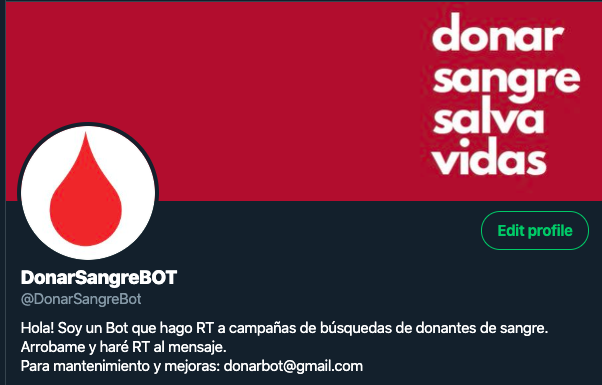 donar
sangre
salva
vidas
Edit profile
DonarSangreBOT
@DonarSangreBot
Hola! Soy un Bot que hago RT a campañas de búsquedas de donantes de sangre.
Arrobame y haré RT al mensaje.
Para mantenimiento y mejoras: donarbot@gmail.com